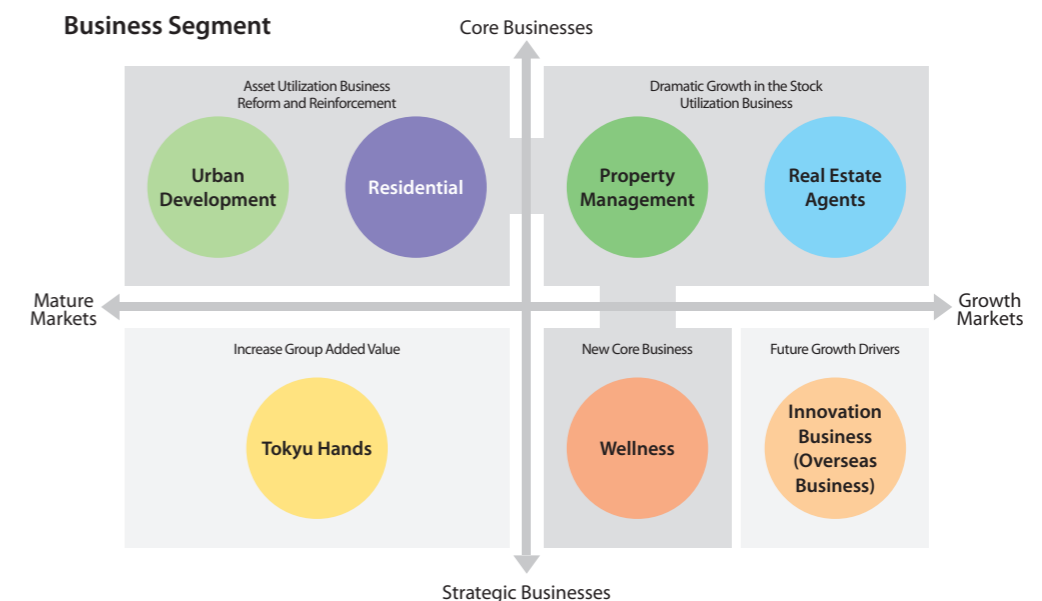 Business Segment
Core Businesses
Asset Utilization Business
Reform and Reinforcement
Dramatic Growth in the Stock
Utilization Business
Urban
Development
Residential
Property
Management
Real Estate
Agents
Mature
Markets
Growth
Markets
Increase Group Added Value
New Core Business
Future Growth Drivers
Tokyu Hands
Wellness
Innovation
Business
(Overseas
Business)
Strategic Businesses